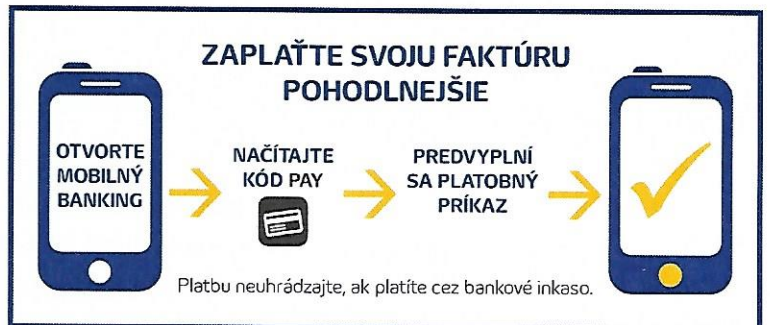 ZAPLAŤTE SVOJU FAKTÚRU
POHODLNEJŠIE
OTVORTE
MOBILNÝ
BANKING
NAČÍTAJTE
KÓD PAY
PREDVYPLNÍ
SA PLATOBNÝ
PRÍKAZ
Platbu neuhrádzajte, ak platíte cez bankové inkaso.